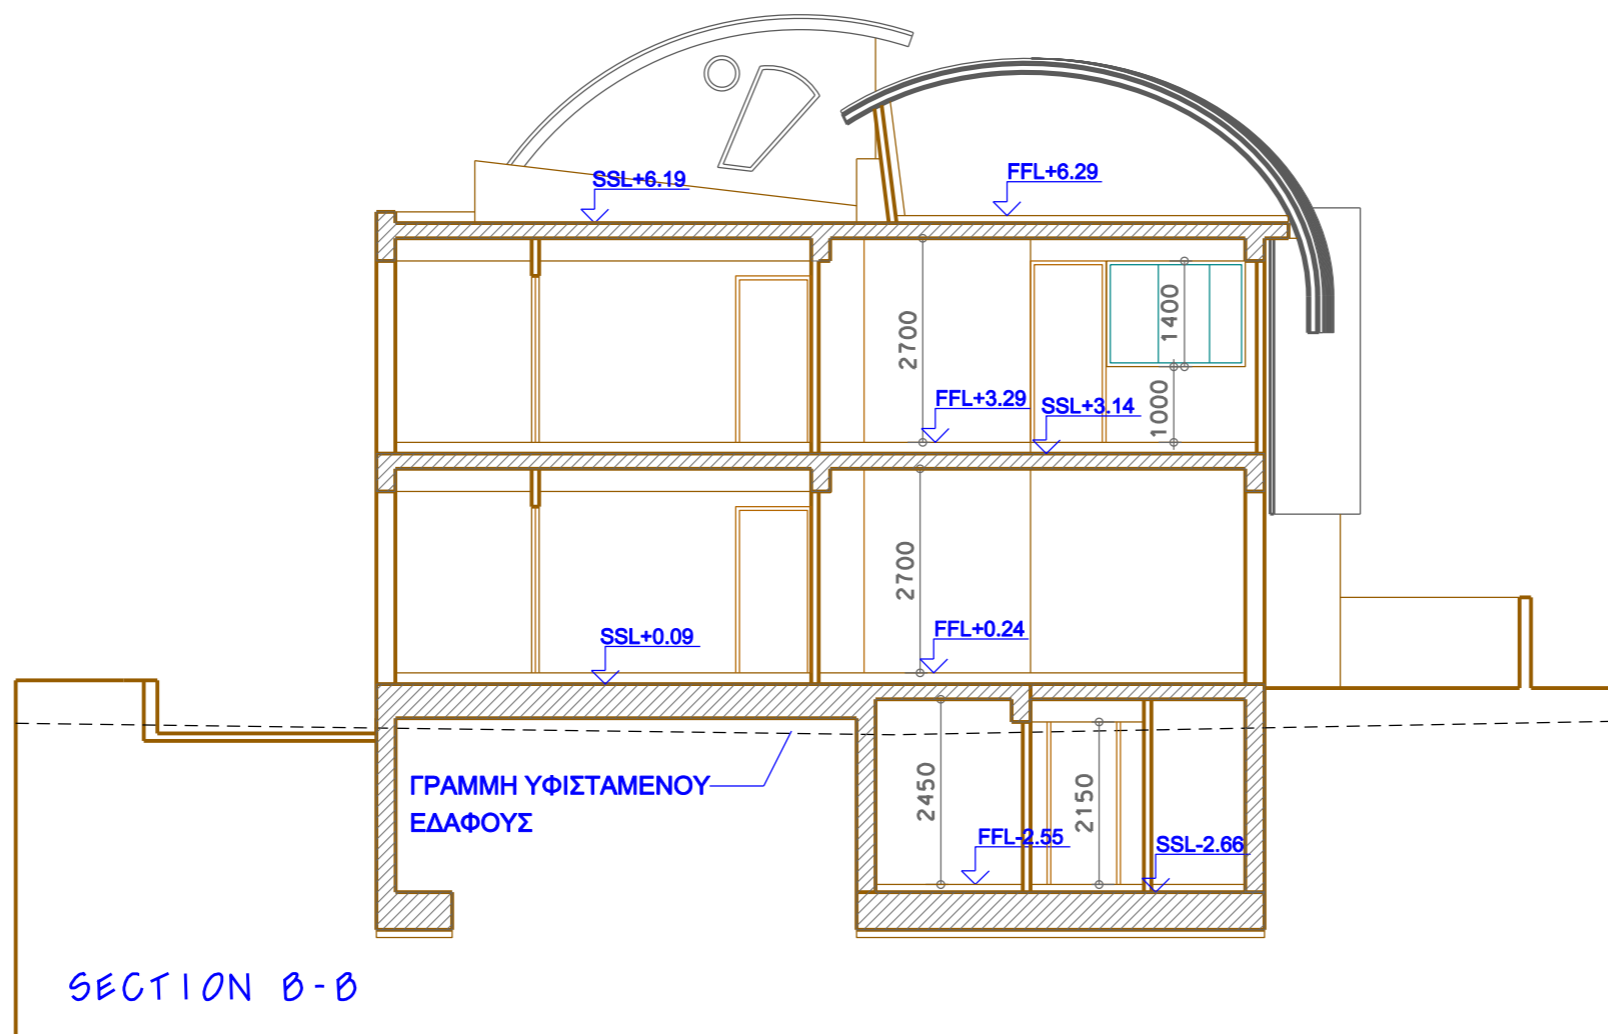 SSL+6.19
FFL+6.29
2700
1400
1000
FFL+3.29
SSL+3.14
2700
SSL+0.09
FFL+0.24
ΓΡΑΜΜΗ ΥΦΙΣΤΑΜΕΝΟΥ
ΕΔΑΦΟΥΣ
2450
2150
FFL-2.55
SSL-2.66
SECTION B-B